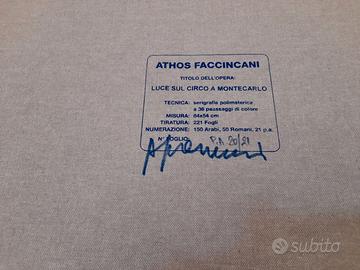 ATHOS FACCINCANI
TITOLO DELL'OPERA:
LUCE SUL CIRCO A MONTECARLO
TECNICA: serigrafia polimaterica
a 36 passaggi di colore
MISURA: 84x54 cm
TIRATURA: 221 Fogli
NUMERAZIONE: 150 Arabi, 50 Romani, 21 p.a.
N° FOGLIO: P.A. 20/21
subito